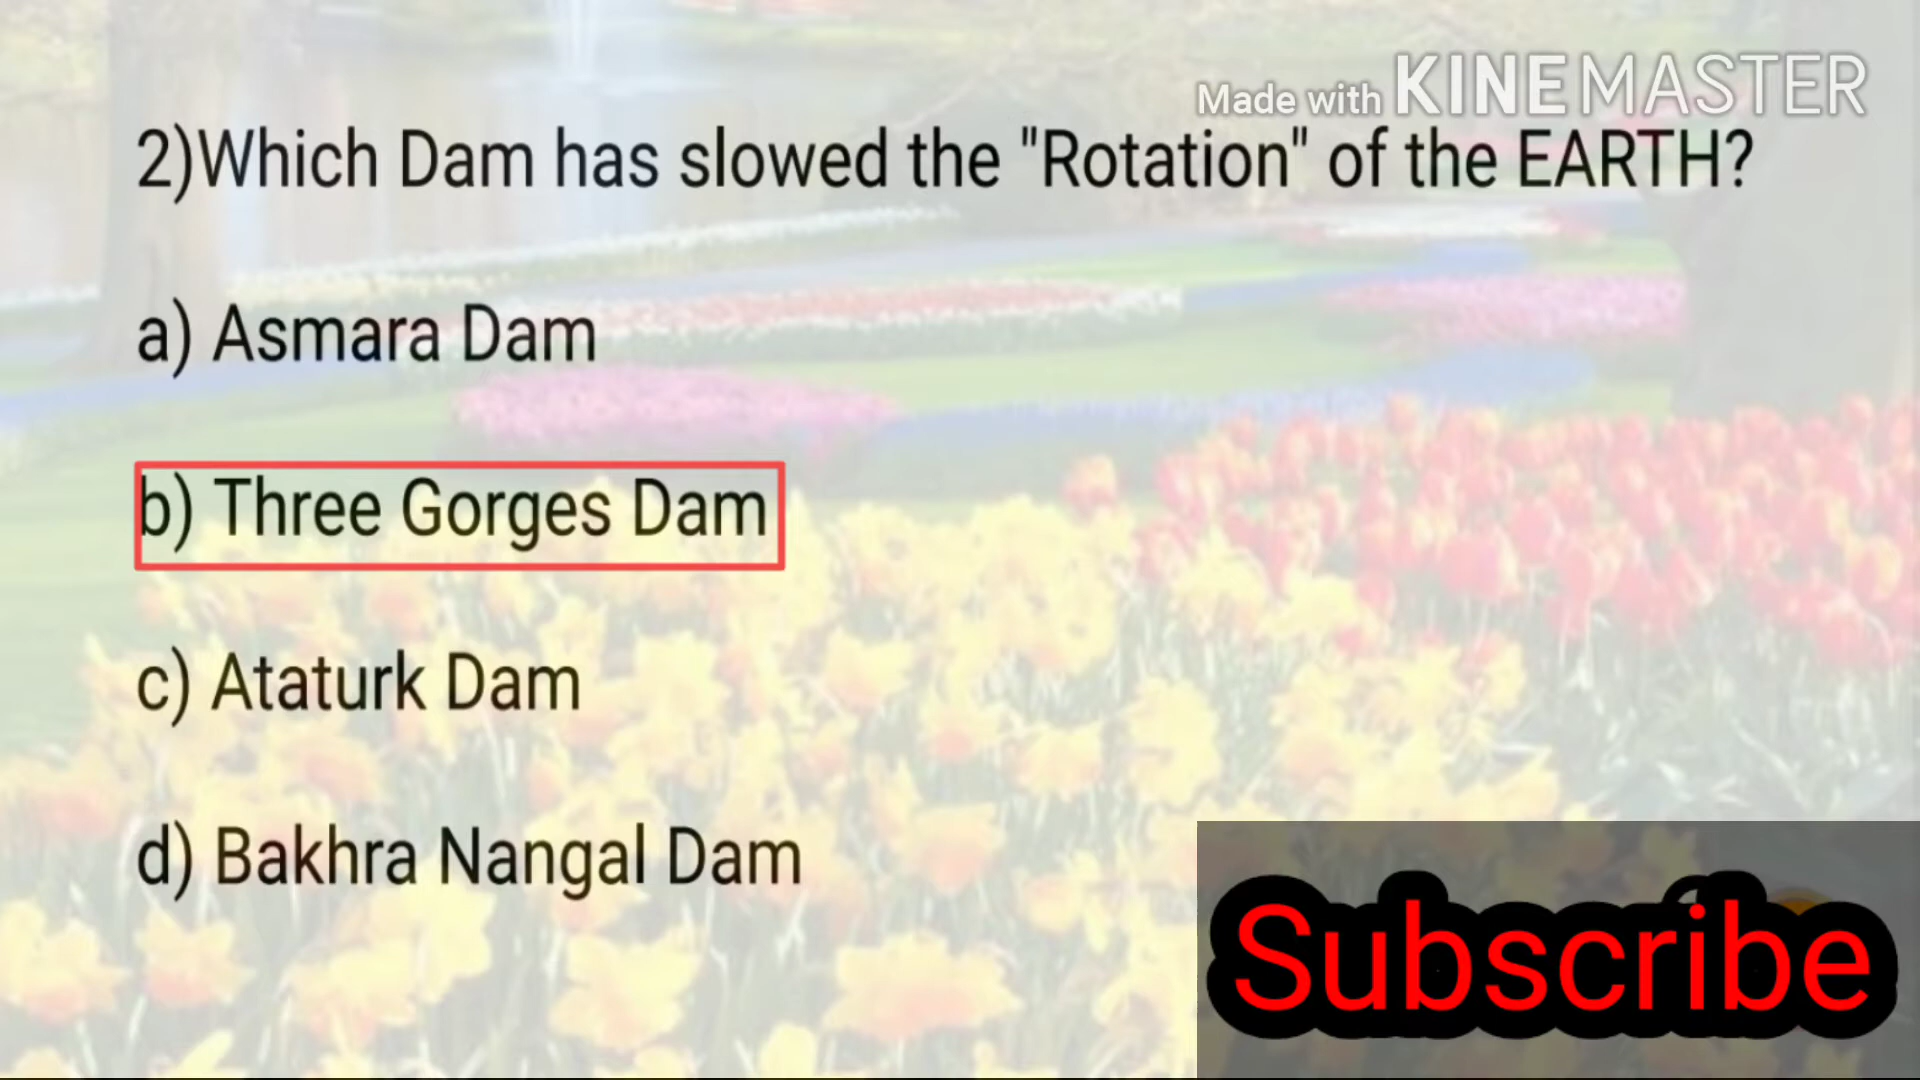 Made with KINEMASTER
2)Which Dam has slowed the "Rotation" of the EARTH?
a) Asmara Dam
b) Three Gorges Dam
c) Ataturk Dam
d) Bakhra Nangal Dam
Subscribe